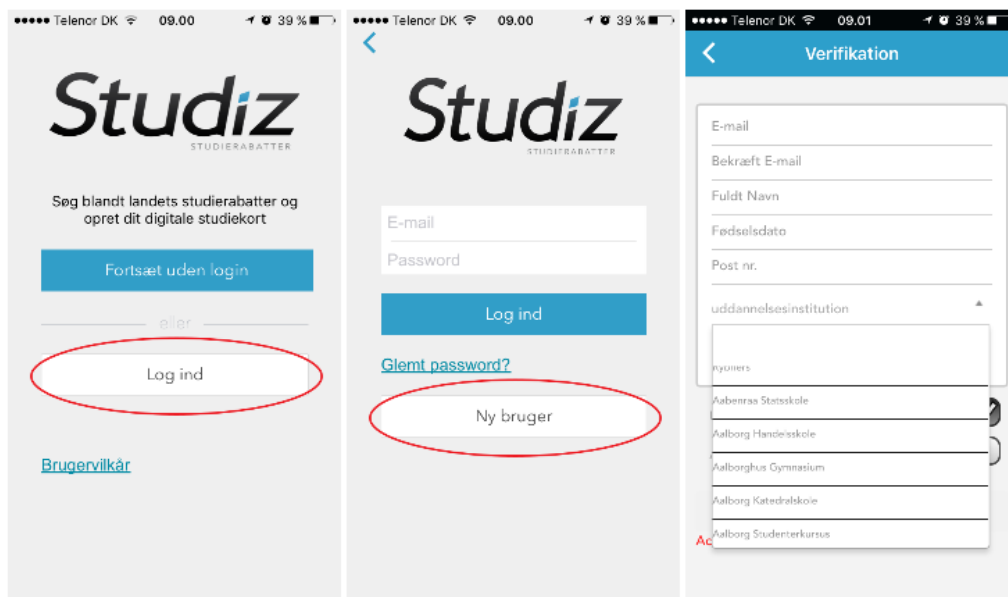 Telenor DK 09.00 39 %
Studiz
STUDIERABATTER
Søg blandt landets studierabatter og
opret dit digitale studiekort
Fortsæt uden login
eller
Log ind
Brugervilkår
Telenor DK 09.00 39 %
Studiz
STUDIERABATTER
E-mail
Password
Log ind
Glemt password?
Ny bruger
Telenor DK 09.01 39 %
Verifikation
E-mail
Bekræft E-mail
Fuldt Navn
Fødselsdato
Post nr.
uddannelsesinstitution
Aabenraa Statsskole
Aalborg Handelsskole
Aalborghus Gymnasium
Aalborg Katedralskole
Aalborg Studenterkursus